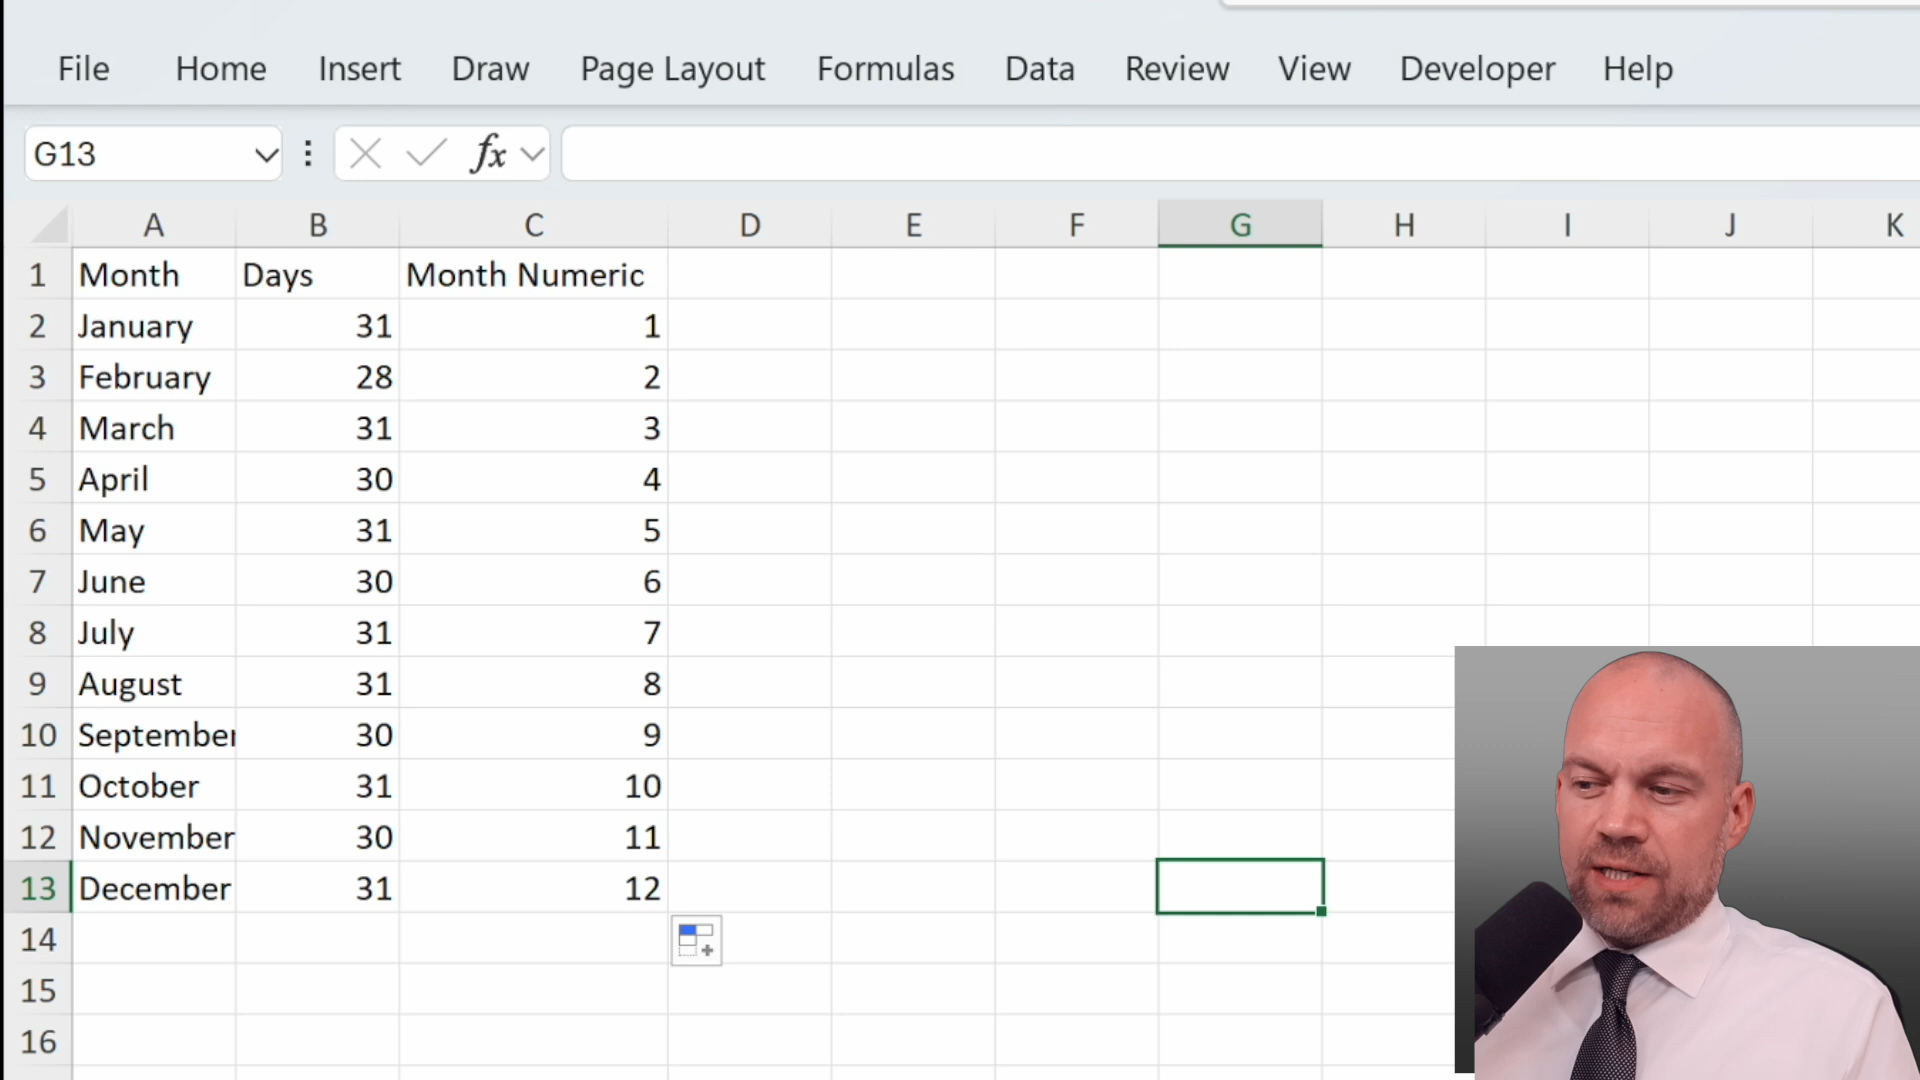 File Home Insert Draw Page Layout Formulas Data Review View Developer Help
G13 fx
A B C D E F G H I J K
1 Month Days Month Numeric
2 January 31 1
3 February 28 2
4 March 31 3
5 April 30 4
6 May 31 5
7 June 30 6
8 July 31 7
9 August 31 8
10 September 30 9
11 October 31 10
12 November 30 11
13 December 31 12
14
15
16